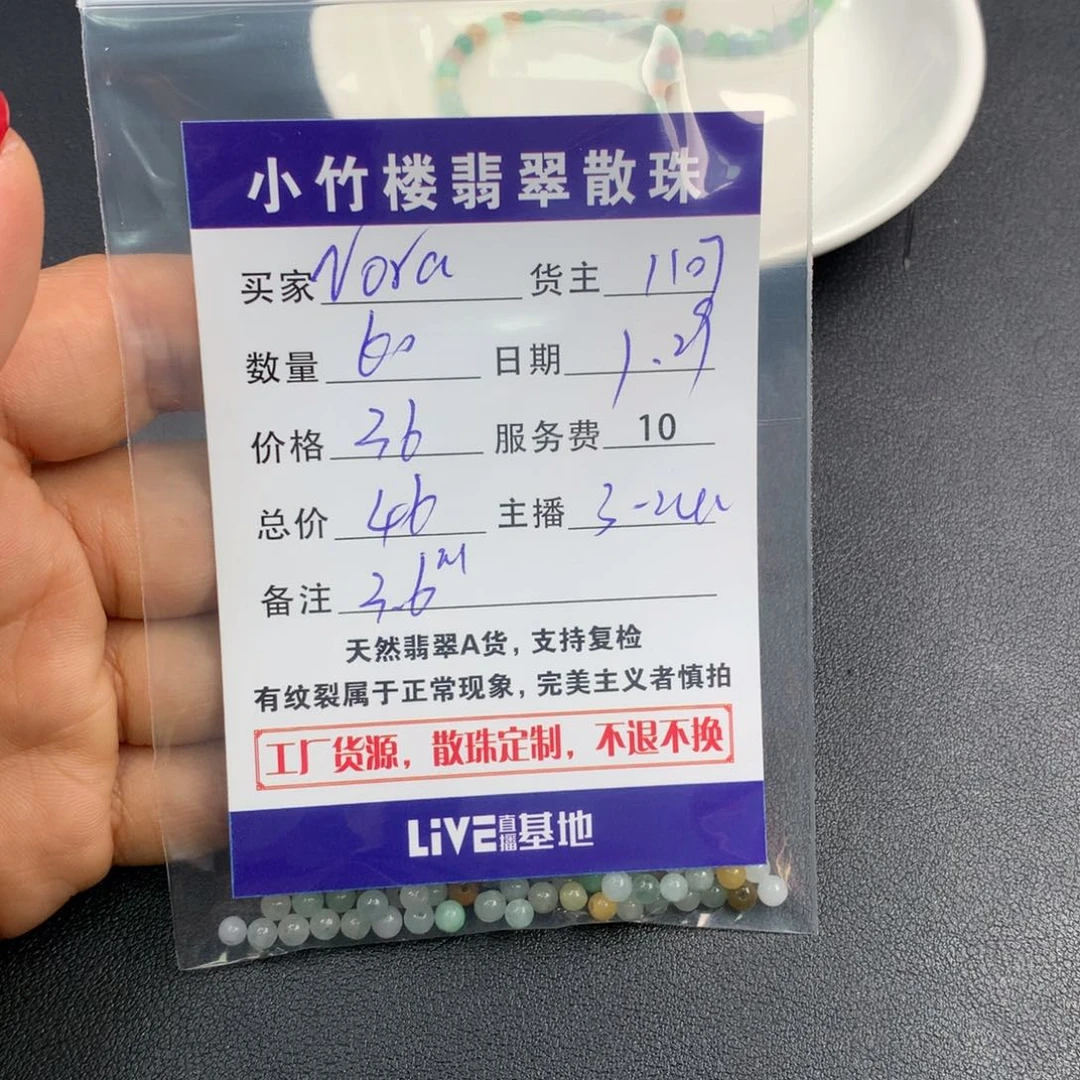 小竹楼翡翠散珠
买家 Nora 货主 1107
数量 60 日期 1.29
价格 36 服务费 10
总价 46 主播
备注 3.6
天然翡翠A货，支持复检
有纹裂属于正常现象，完美主义者慎拍
工厂货源，散珠定制，不退不换
LiVE直播基地